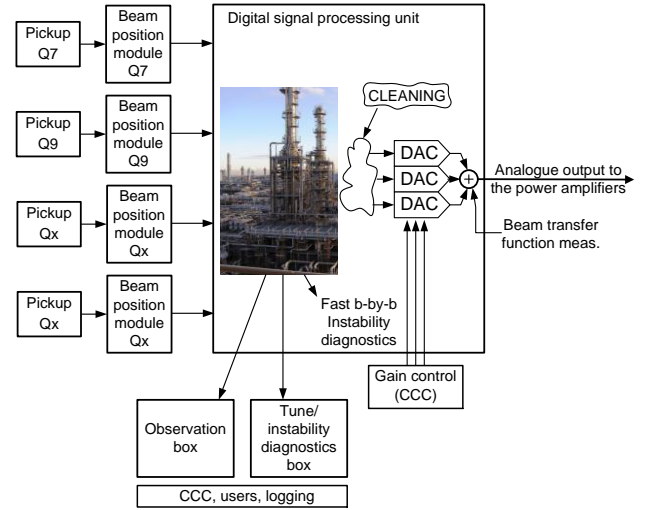 Pickup
Q7
Beam
position
module
Q7
Digital signal processing unit
Pickup
Q9
Beam
position
module
Q9
CLEANING
DAC
DAC
DAC
+
Analogue output to
the power amplifiers
Beam transfer
function meas.
Pickup
Qx
Beam
position
module
Qx
Pickup
Qx
Beam
position
module
Qx
Fast b-by-b
Instability
diagnostics
Gain control
(CCC)
Observation
box
Tune/
instability
diagnostics
box
CCC, users, logging